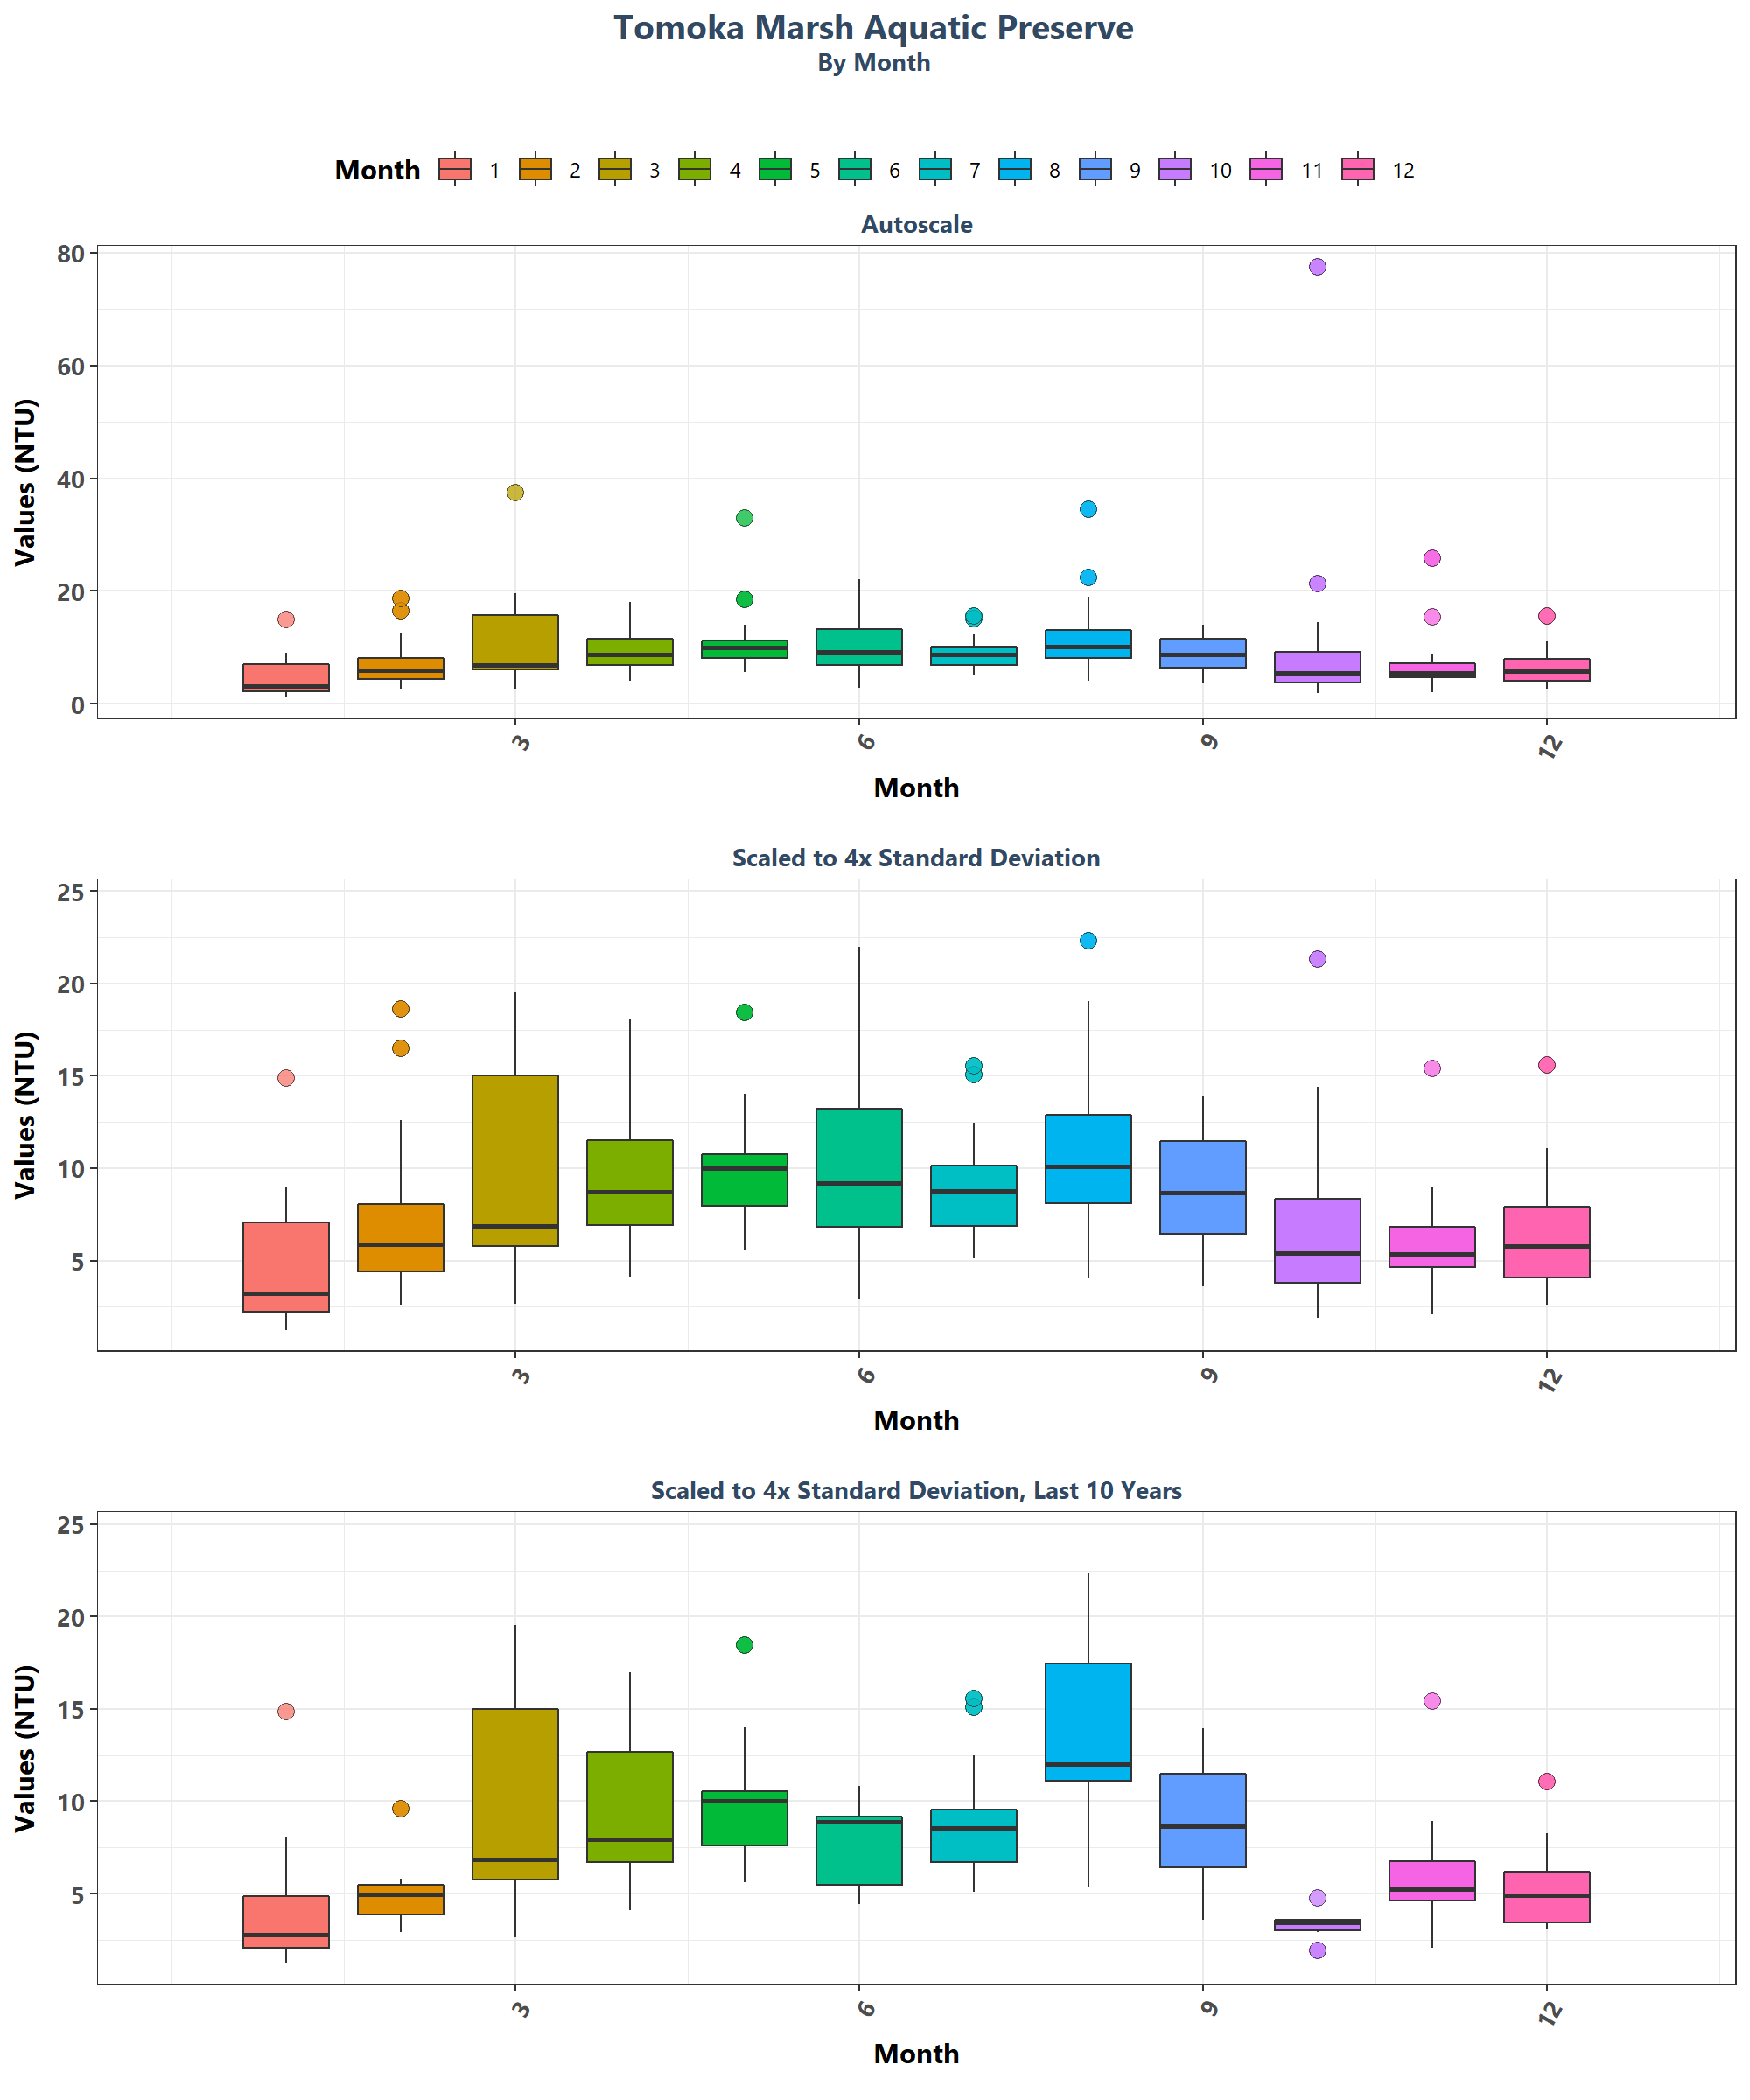 Tomoka Marsh Aquatic Preserve
By Month
Month 1 2 3 4 5 6 7 8 9 10 11 12
Autoscale
80
60
40
20
0
Values (NTU)
3 6 9 12
Month
Scaled to 4x Standard Deviation
25
20
15
10
5
Values (NTU)
3 6 9 12
Month
Scaled to 4x Standard Deviation, Last 10 Years
25
20
15
10
5
Values (NTU)
3 6 9 12
Month